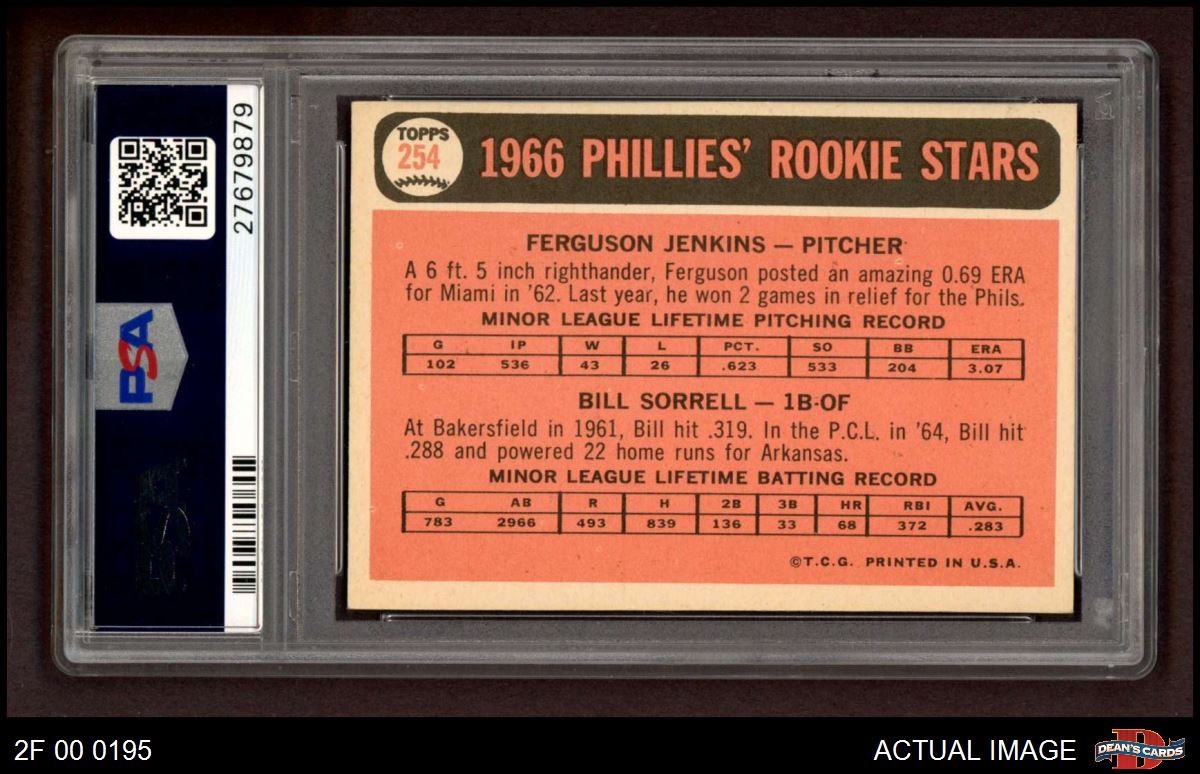 TOPPS
254
1966 PHILLIES' ROOKIE STARS
FERGUSON JENKINS — PITCHER
A 6 ft. 5 inch righthander, Ferguson posted an amazing 0.69 ERA
for Miami in '62. Last year, he won 2 games in relief for the Phils.
MINOR LEAGUE LIFETIME PITCHING RECORD
G IP W L PCT. SO BB ERA
102 536 43 26 .623 533 204 3.07
BILL SORRELL — 1B-OF
At Bakersfield in 1961, Bill hit .319. In the P.C.L. in '64, Bill hit
.288 and powered 22 home runs for Arkansas.
MINOR LEAGUE LIFETIME BATTING RECORD
G AB R H 2B 3B HR RBI AVG.
783 2966 493 839 136 33 68 372 .283
©T.C.G. PRINTED IN U.S.A.
27679879
PSA
2F 00 0195
ACTUAL IMAGE
DEAN'S CARDS